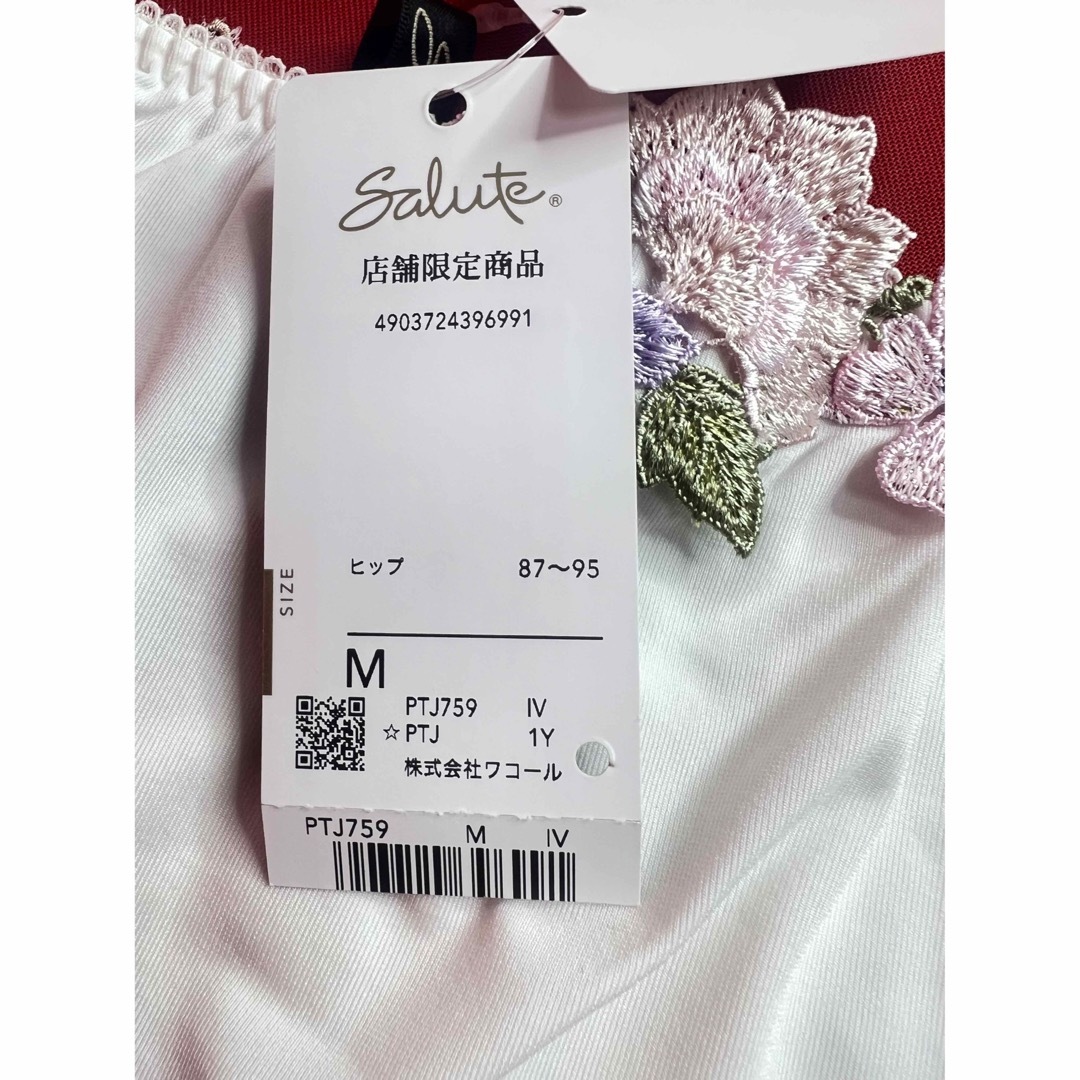 Salute®
店舗限定商品
4903724396991
ヒップ 87〜95
SIZE
M
PTJ759 IV
☆PTJ 1Y
株式会社ワコール
PTJ759 M IV